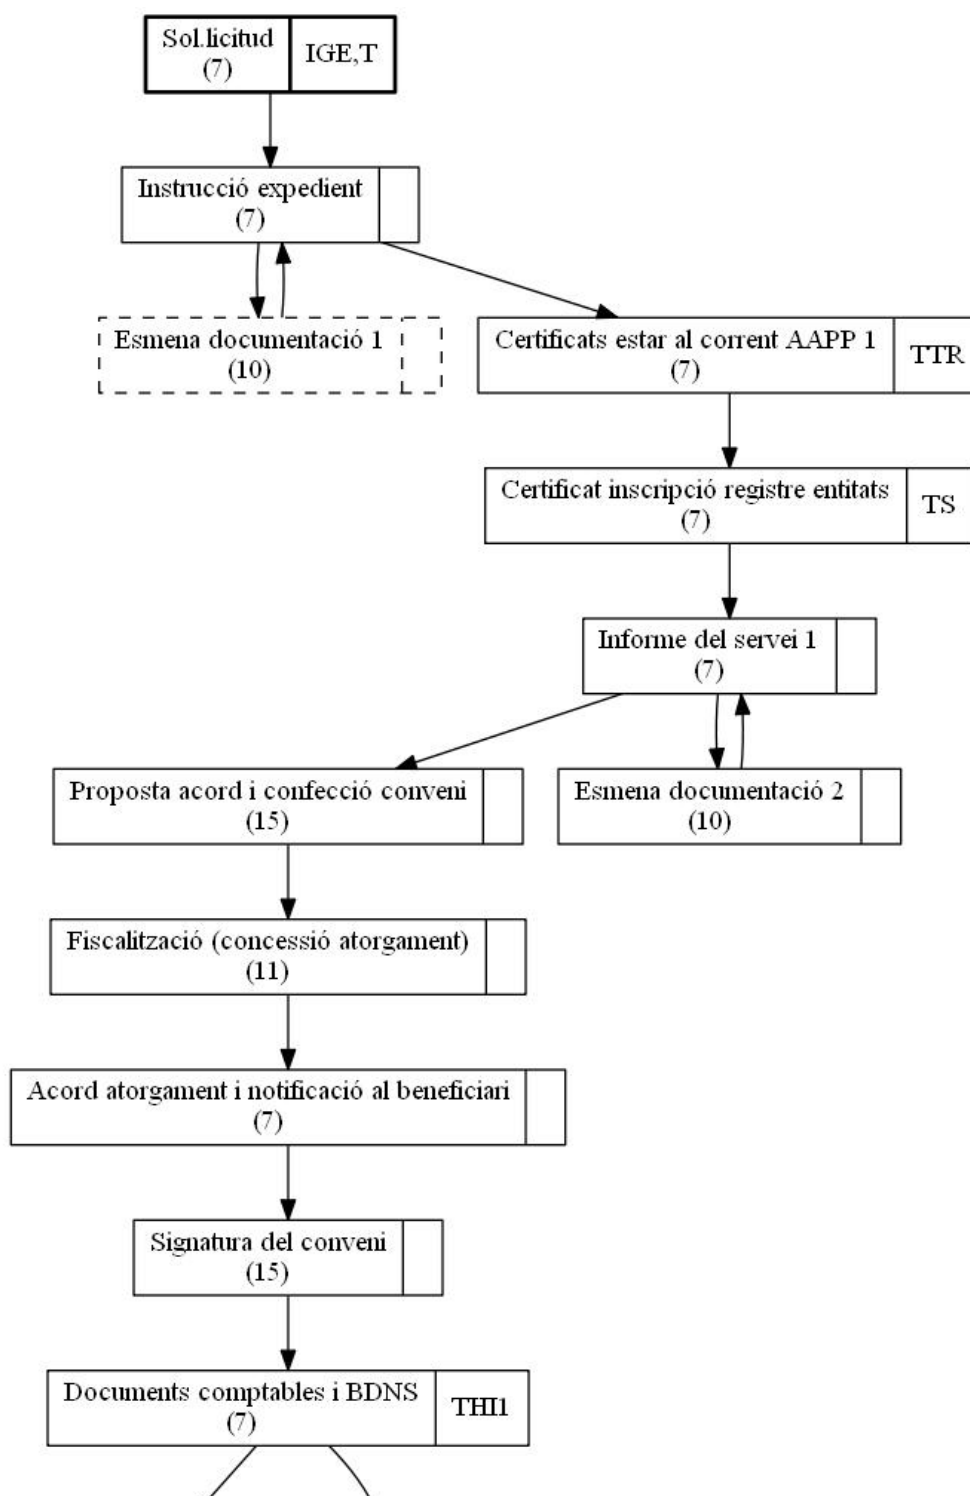 Sol.licitud
(7)
IGE,T
Instrucció expedient
(7)
Esmena documentació 1
(10)
Certificats estar al corrent AAPP 1
(7)
TTR
Certificat inscripció registre entitats
(7)
TS
Informe del servei 1
(7)
Proposta acord i confecció conveni
(15)
Esmena documentació 2
(10)
Fiscalització (concessió atorgament)
(11)
Acord atorgament i notificació al beneficiari
(7)
Signatura del conveni
(15)
Documents comptables i BDNS
(7)
THI1